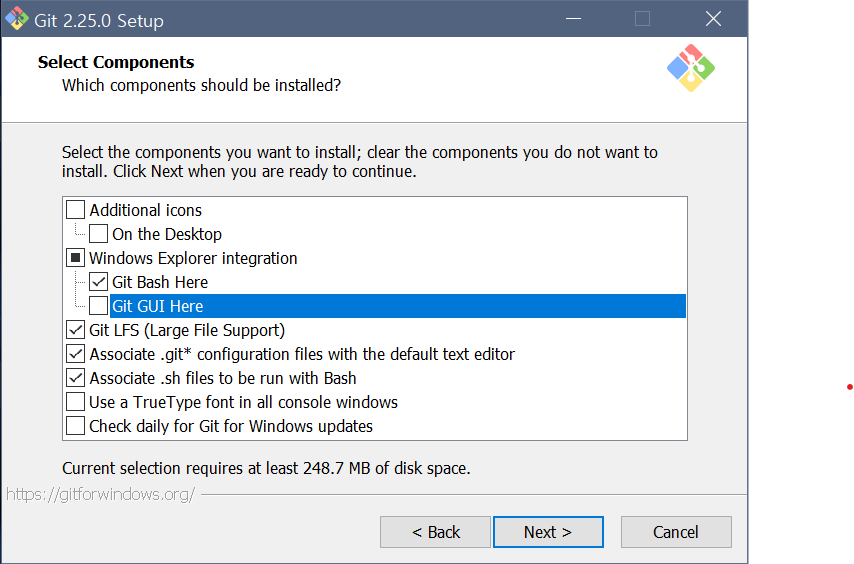 Git 2.25.0 Setup
Select Components
Which components should be installed?
Select the components you want to install; clear the components you do not want to
install. Click Next when you are ready to continue.
Additional icons
On the Desktop
Windows Explorer integration
Git Bash Here
Git GUI Here
Git LFS (Large File Support)
Associate .git* configuration files with the default text editor
Associate .sh files to be run with Bash
Use a TrueType font in all console windows
Check daily for Git for Windows updates
Current selection requires at least 248.7 MB of disk space.
https://gitforwindows.org/
< Back
Next >
Cancel